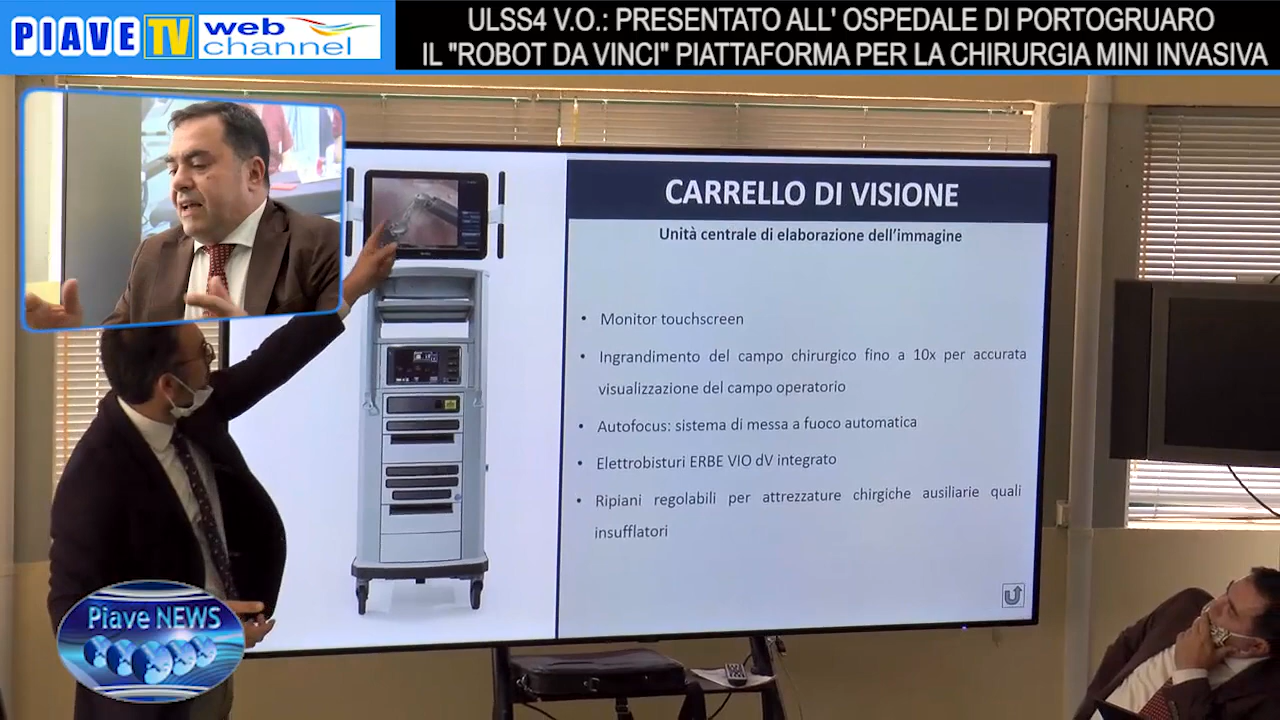 PIAVE TV web channel
ULSS4 V.O.: PRESENTATO ALL' OSPEDALE DI PORTOGRUARO
IL "ROBOT DA VINCI" PIATTAFORMA PER LA CHIRURGIA MINI INVASIVA
CARRELLO DI VISIONE
Unità centrale di elaborazione dell'immagine
• Monitor touchscreen
• Ingrandimento del campo chirurgico fino a 10x per accurata
visualizzazione del campo operatorio
• Autofocus: sistema di messa a fuoco automatica
• Elettrobisturi ERBE VIO dV integrato
• Ripiani regolabili per attrezzature chirgiche ausiliarie quali
insufflatori
Piave NEWS